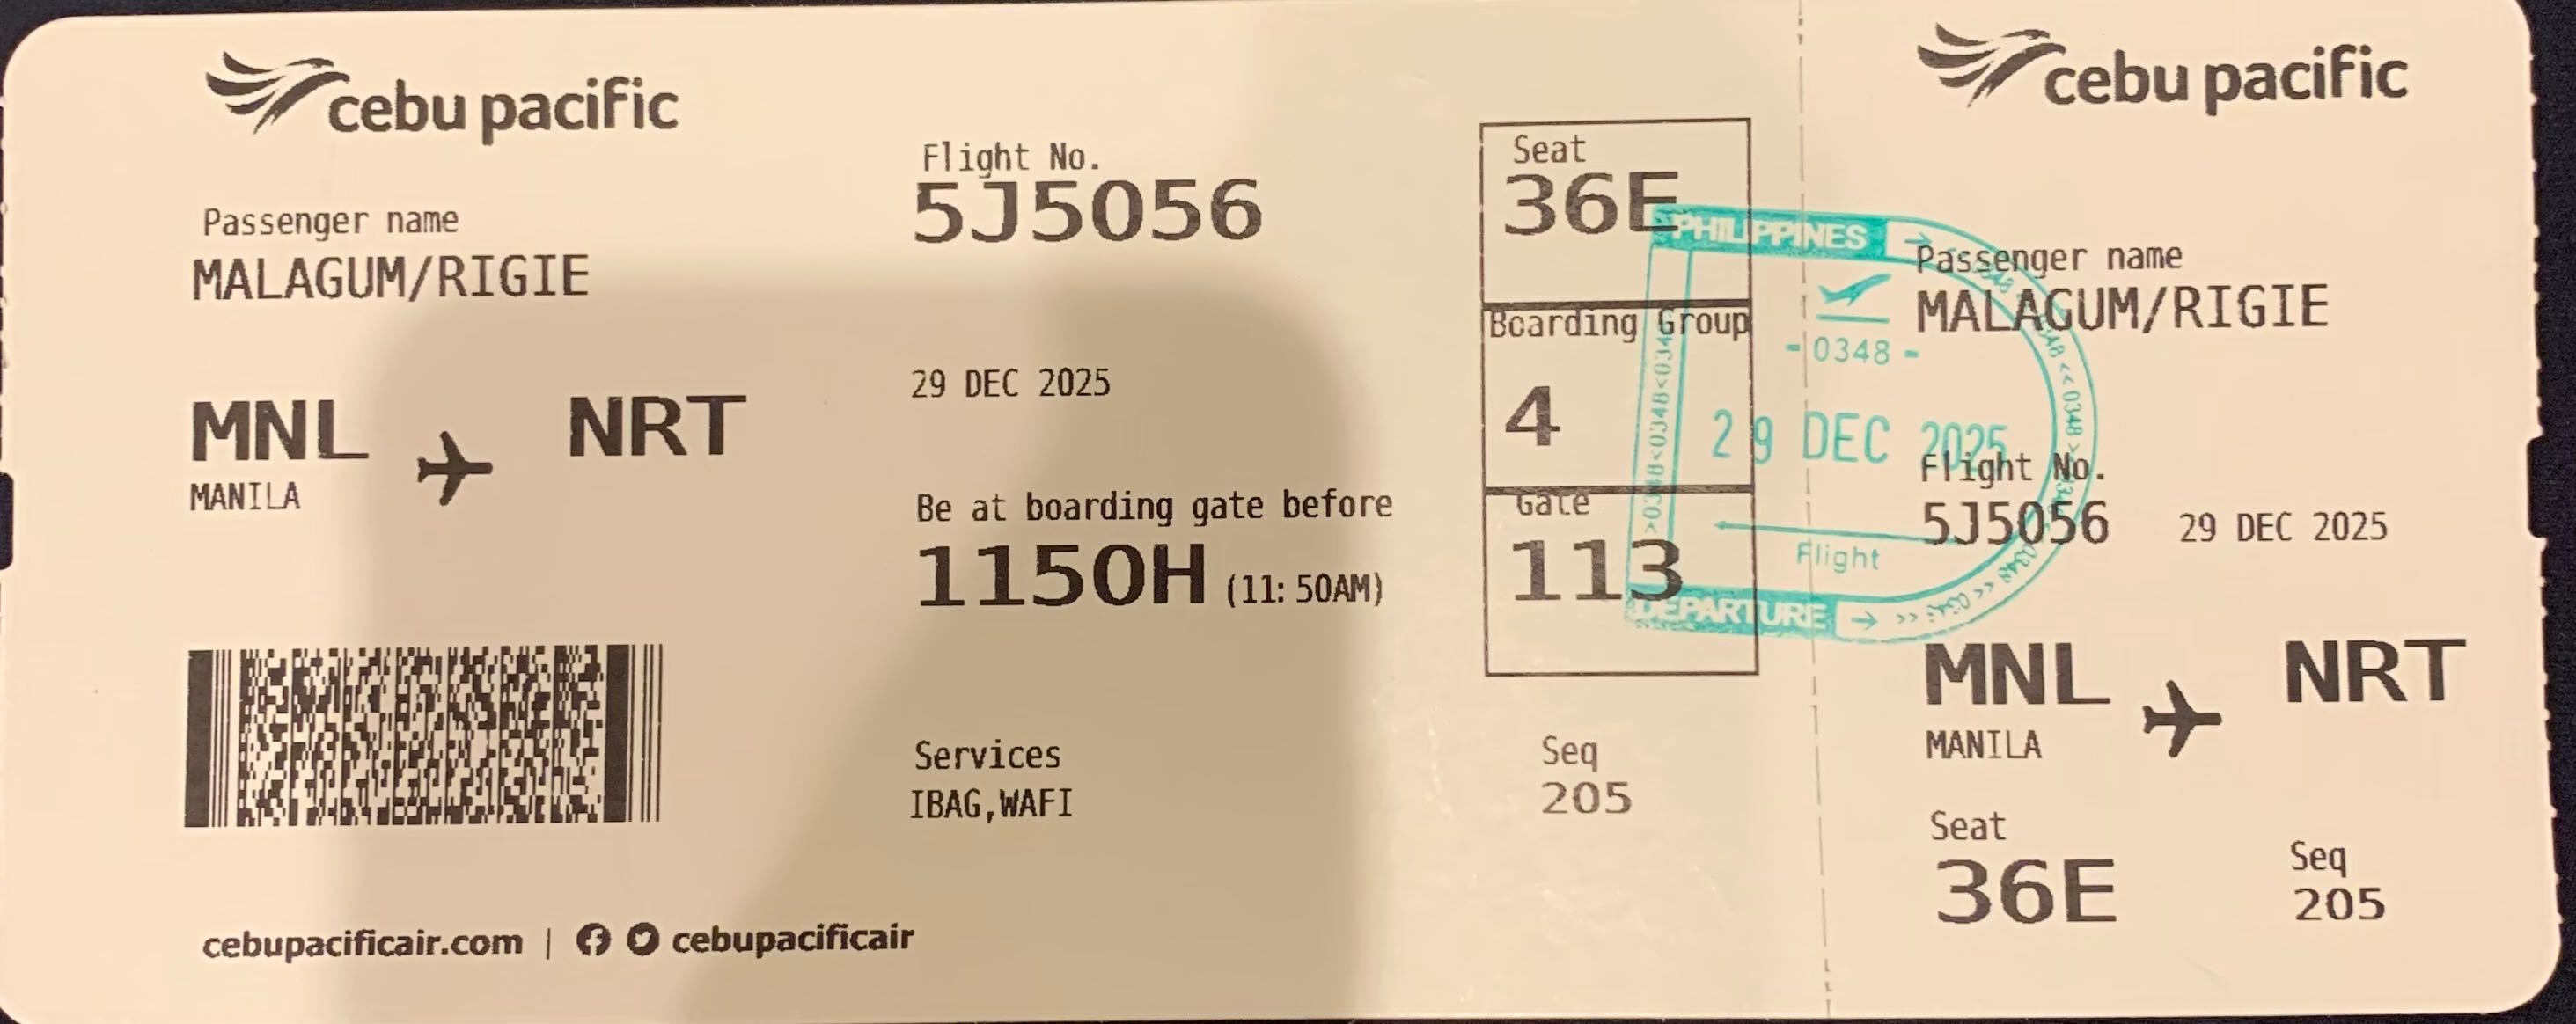 cebu pacific
Passenger name
MALAGUM/RIGIE
MNL NRT
MANILA
Flight No.
5J5056
29 DEC 2025
Be at boarding gate before
1150H (11:50AM)
Services
IBAG,WAFI
Seat
36E
Boarding Group
4
Gate
113
Seq
205
cebupacificair.com | cebupacificair
PHILIPPINES
- 0348 -
29 DEC 2025
Flight
DEPARTURE
cebu pacific
Passenger name
MALAGUM/RIGIE
Flight No.
5J5056 29 DEC 2025
MNL NRT
MANILA
Seat
36E
Seq
205